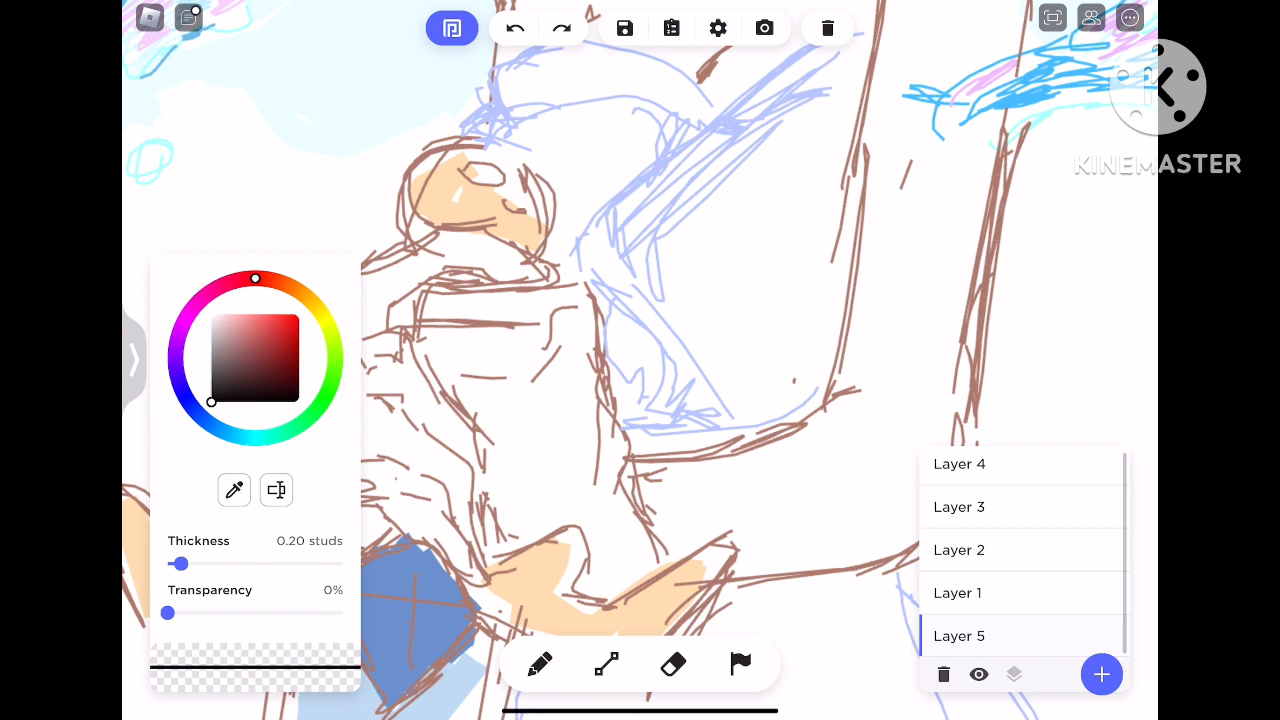 KINEMASTER
Thickness 0.20 studs
Transparency 0%
Layer 4
Layer 3
Layer 2
Layer 1
Layer 5